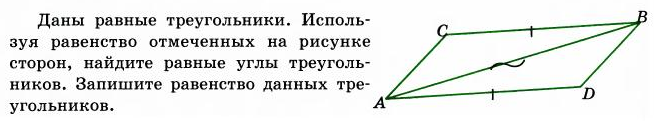 Даны равные треугольники. Исполь-
зуя равенство отмеченных на рисунке
сторон, найдите равные углы треуголь-
ников. Запишите равенство данных тре-
угольников.
C
B
A
D